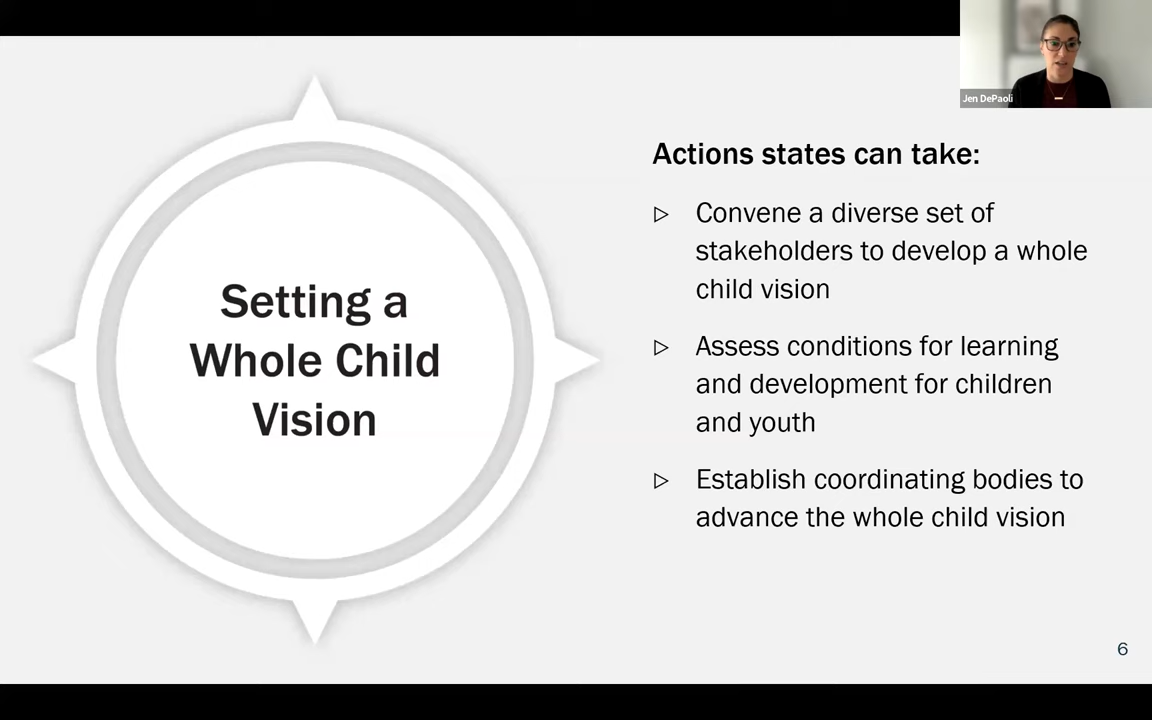 Jen DePaoli
Setting a
Whole Child
Vision
Actions states can take:
▷ Convene a diverse set of
stakeholders to develop a whole
child vision
▷ Assess conditions for learning
and development for children
and youth
▷ Establish coordinating bodies to
advance the whole child vision
6